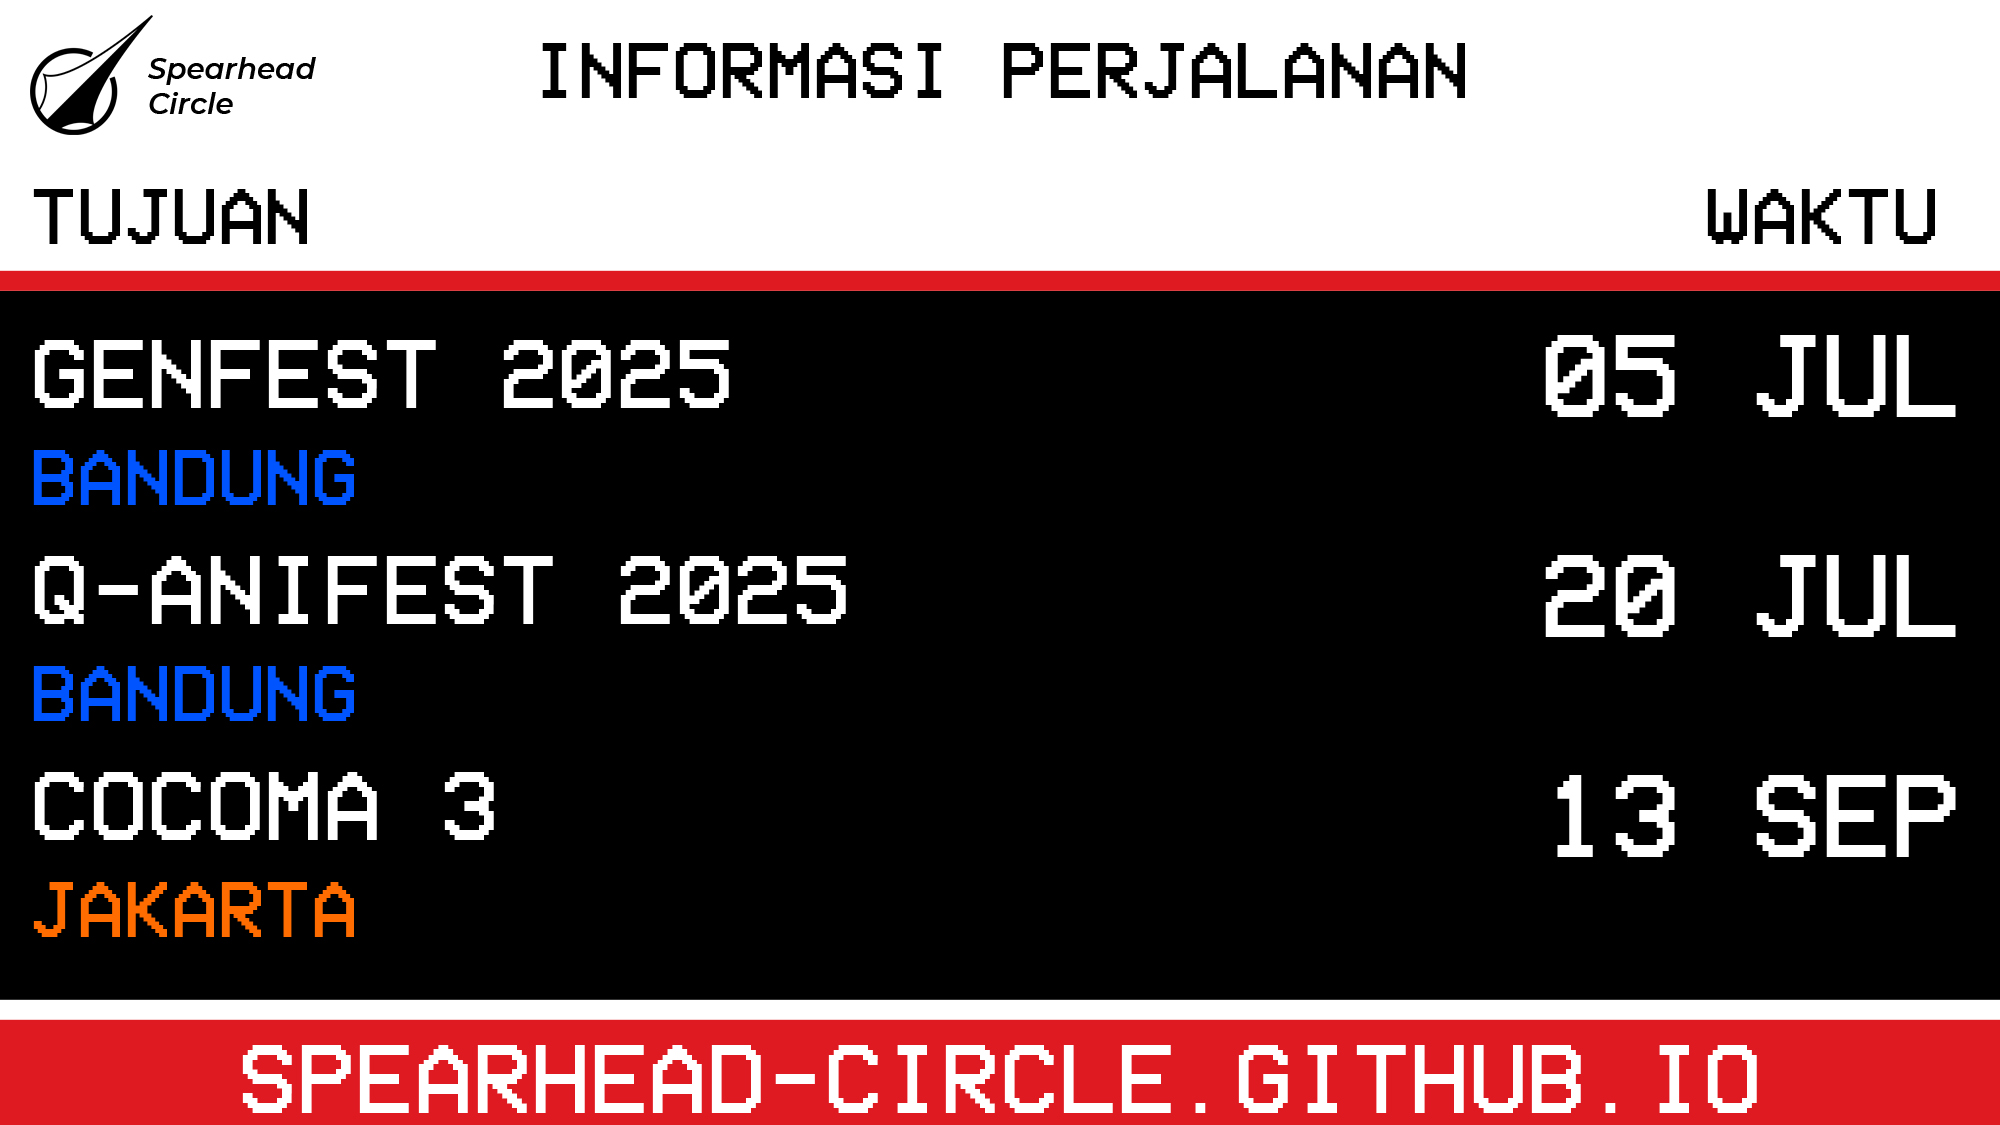 Spearhead
Circle
INFORMASI PERJALANAN
TUJUAN WAKTU
GENFEST 2025 05 JUL
BANDUNG
Q-ANIFEST 2025 20 JUL
BANDUNG
COCOMA 3 13 SEP
JAKARTA
SPEARHEAD-CIRCLE.GITHUB.IO